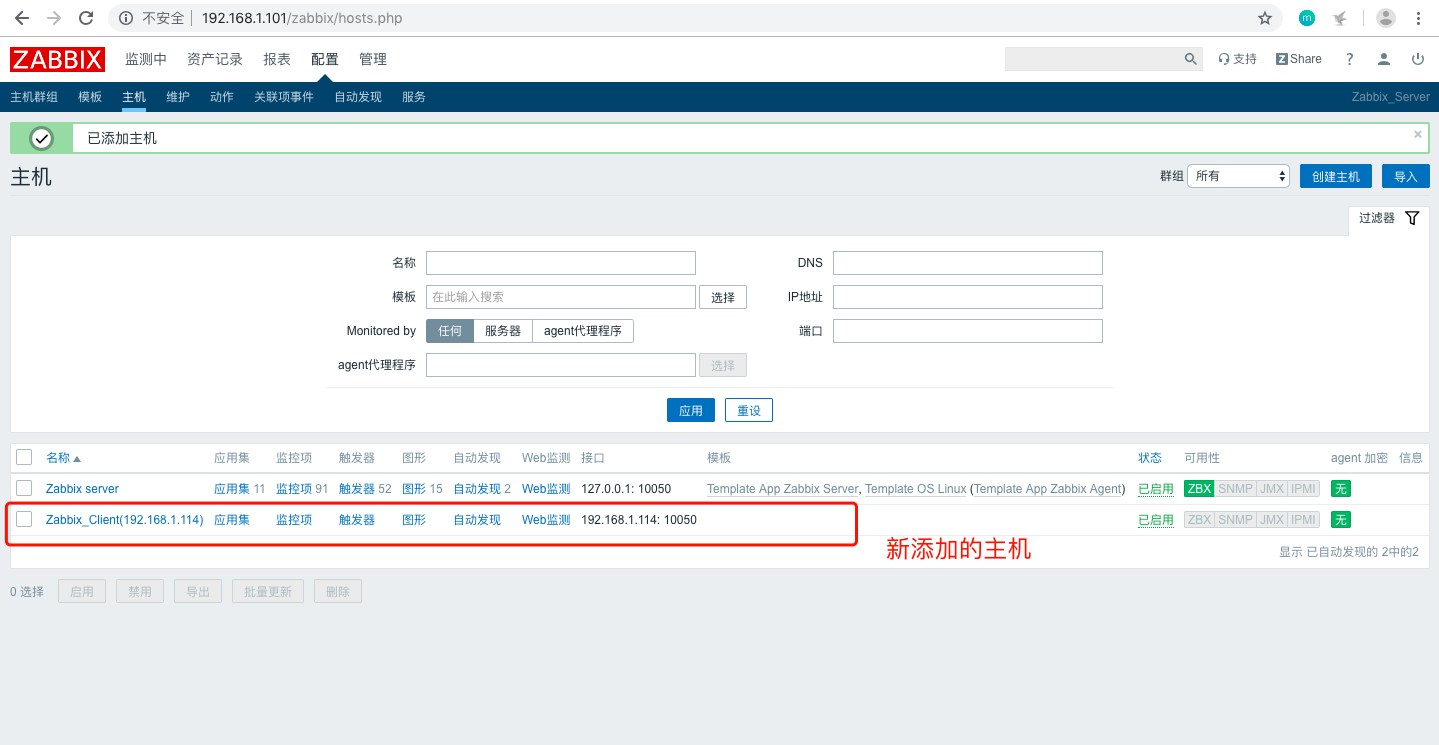 不安全 192.168.1.101/zabbix/hosts.php
ZABBIX 监测中 资产记录 报表 配置 管理 支持 Z Share ?
主机群组 模板 主机 维护 动作 关联项事件 自动发现 服务 Zabbix_Server
已添加主机
主机 群组 所有 创建主机 导入
过滤器
名称 DNS
模板 在此输入搜索 选择 IP地址
Monitored by 任何 服务器 agent代理程序 端口
agent代理程序 选择
应用 重设
名称 应用集 监控项 触发器 图形 自动发现 Web监测 接口 模板 状态 可用性 agent 加密 信息
Zabbix server 应用集 11 监控项 91 触发器 52 图形 15 自动发现 2 Web监测 127.0.0.1: 10050 Template App Zabbix Server, Template OS Linux (Template App Zabbix Agent) 已启用 ZBX SNMP JMX IPMI 无
Zabbix_Client(192.168.1.114) 应用集 监控项 触发器 图形 自动发现 Web监测 192.168.1.114: 10050 已启用 ZBX SNMP JMX IPMI 无
新添加的主机
显示 已自动发现的 2中的2
0 选择 启用 禁用 导出 批量更新 删除